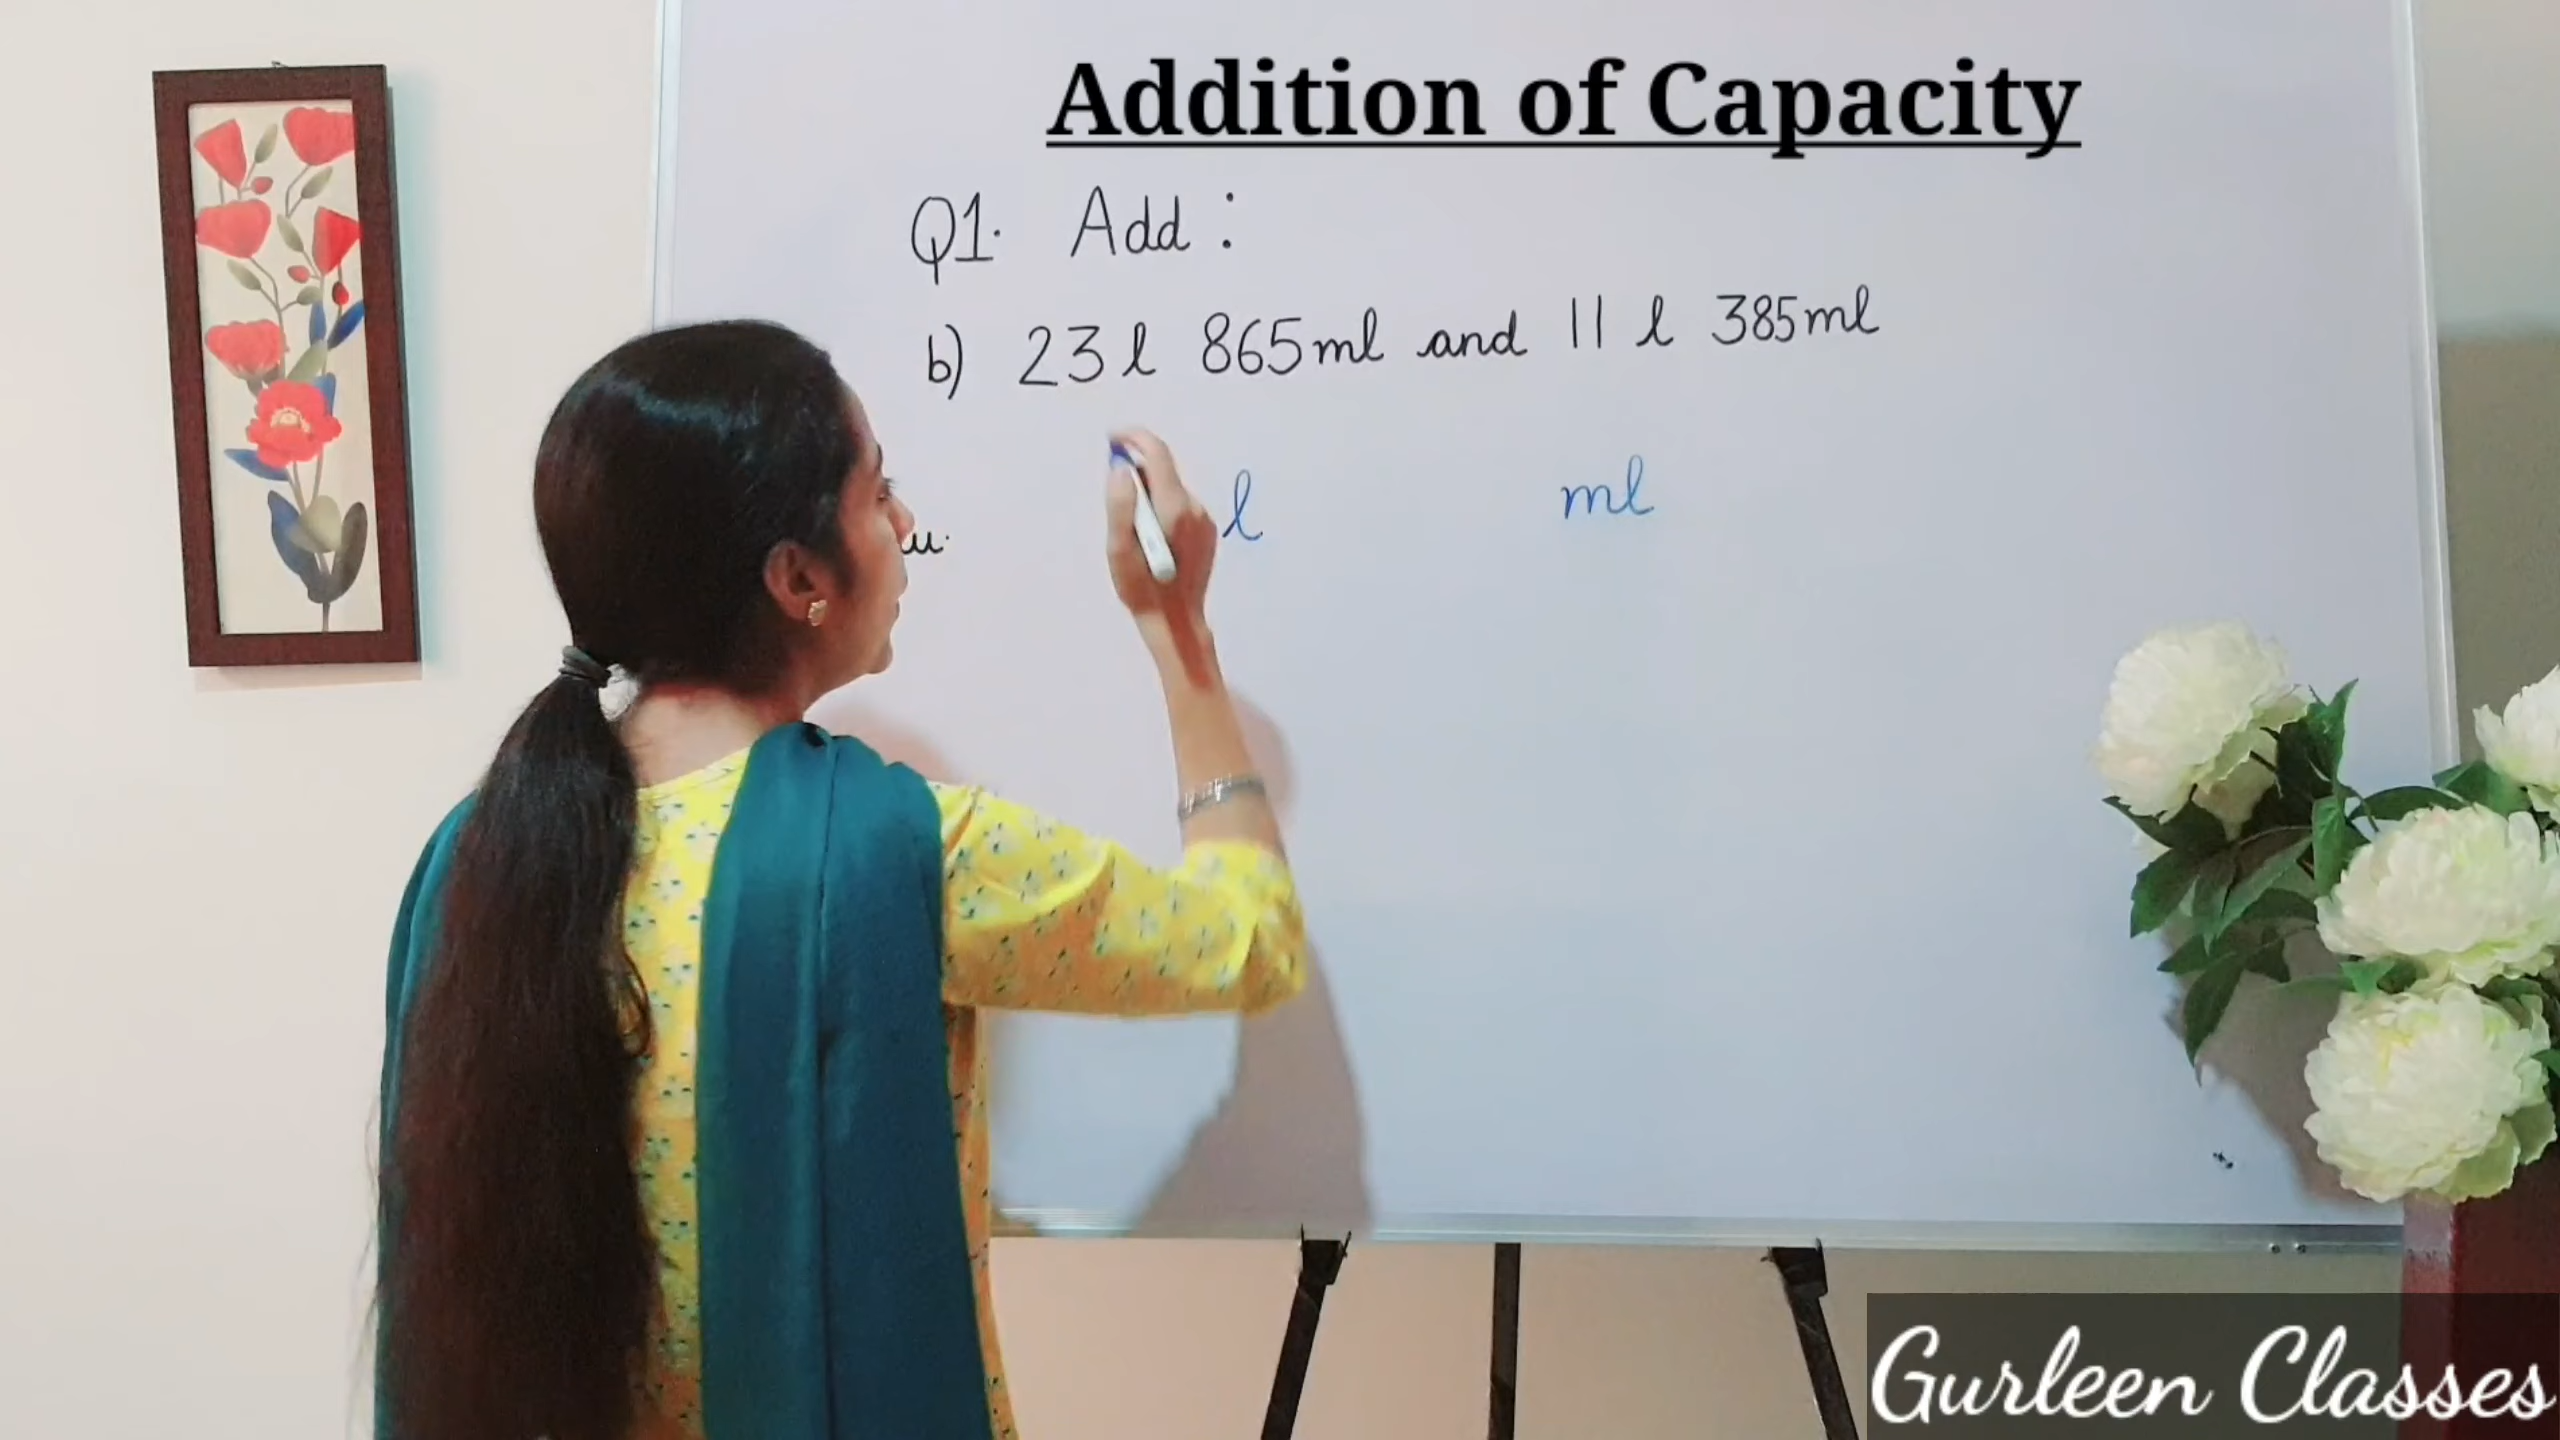 Addition of Capacity
Q1. Add :
b) 23 l 865 ml and 11 l 385 ml
l ml
Gurleen Classes